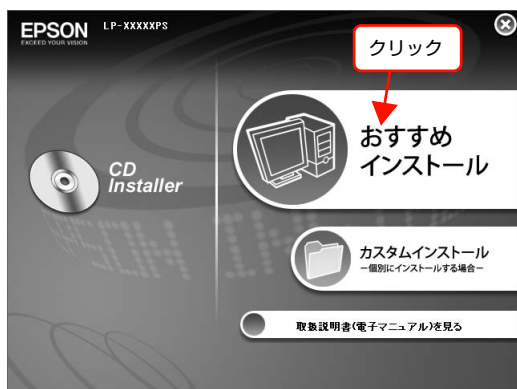 EPSON
EXCEED YOUR VISION
LP-XXXXXPS
クリック
おすすめ
インストール
CD
Installer
カスタムインストール
－個別にインストールする場合－
取扱説明書(電子マニュアル)を見る